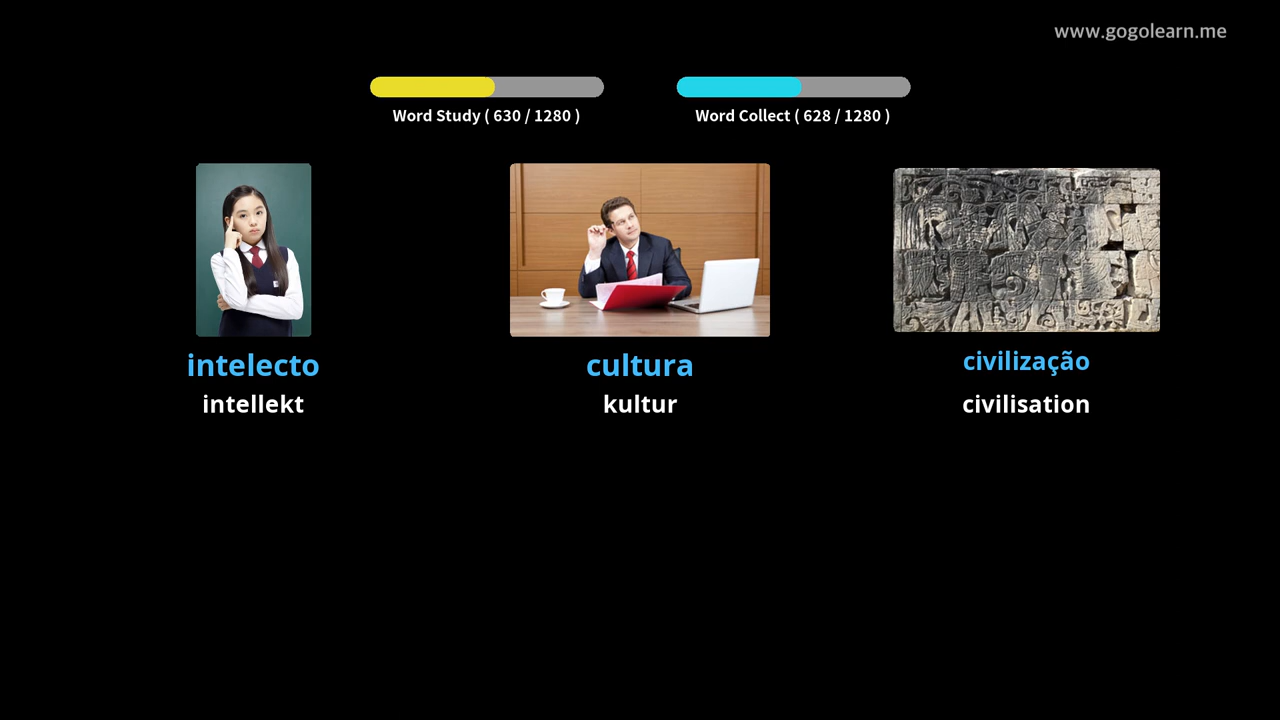 www.gogolearn.me
Word Study ( 630 / 1280 )
Word Collect ( 628 / 1280 )
intelecto
cultura
civilização
intellekt
kultur
civilisation